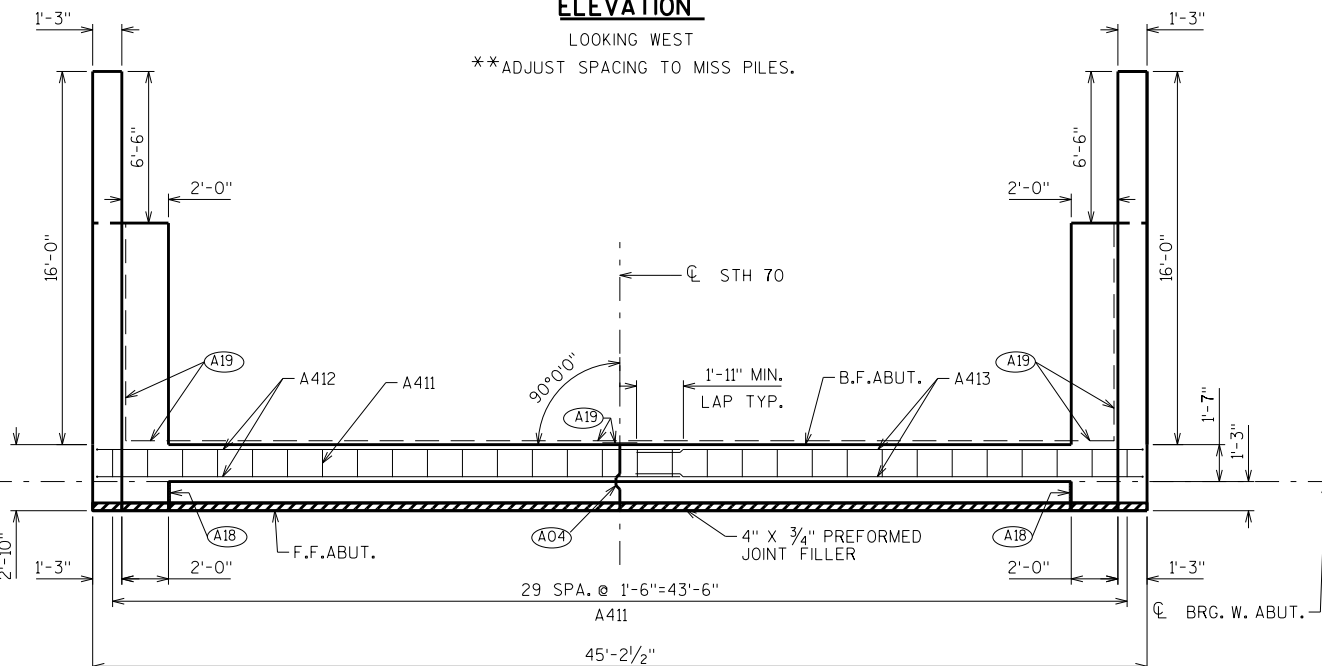 ELEVATION
1'-3"
1'-3"
LOOKING WEST
**ADJUST SPACING TO MISS PILES.
6'-6"
6'-6"
2'-0"
2'-0"
16'-0"
16'-0"
℄ STH 70
90°0'0"
A19
A412
A411
1'-11" MIN.
LAP TYP.
B.F.ABUT.
A413
A19
A19
1'-7"
1'-3"
2'-10"
A18
F.F.ABUT.
A04
4" X 3/4" PREFORMED
JOINT FILLER
A18
1'-3"
2'-0"
2'-0"
1'-3"
29 SPA. @ 1'-6"=43'-6"
A411
℄ BRG. W. ABUT.
45'-2 1/2"